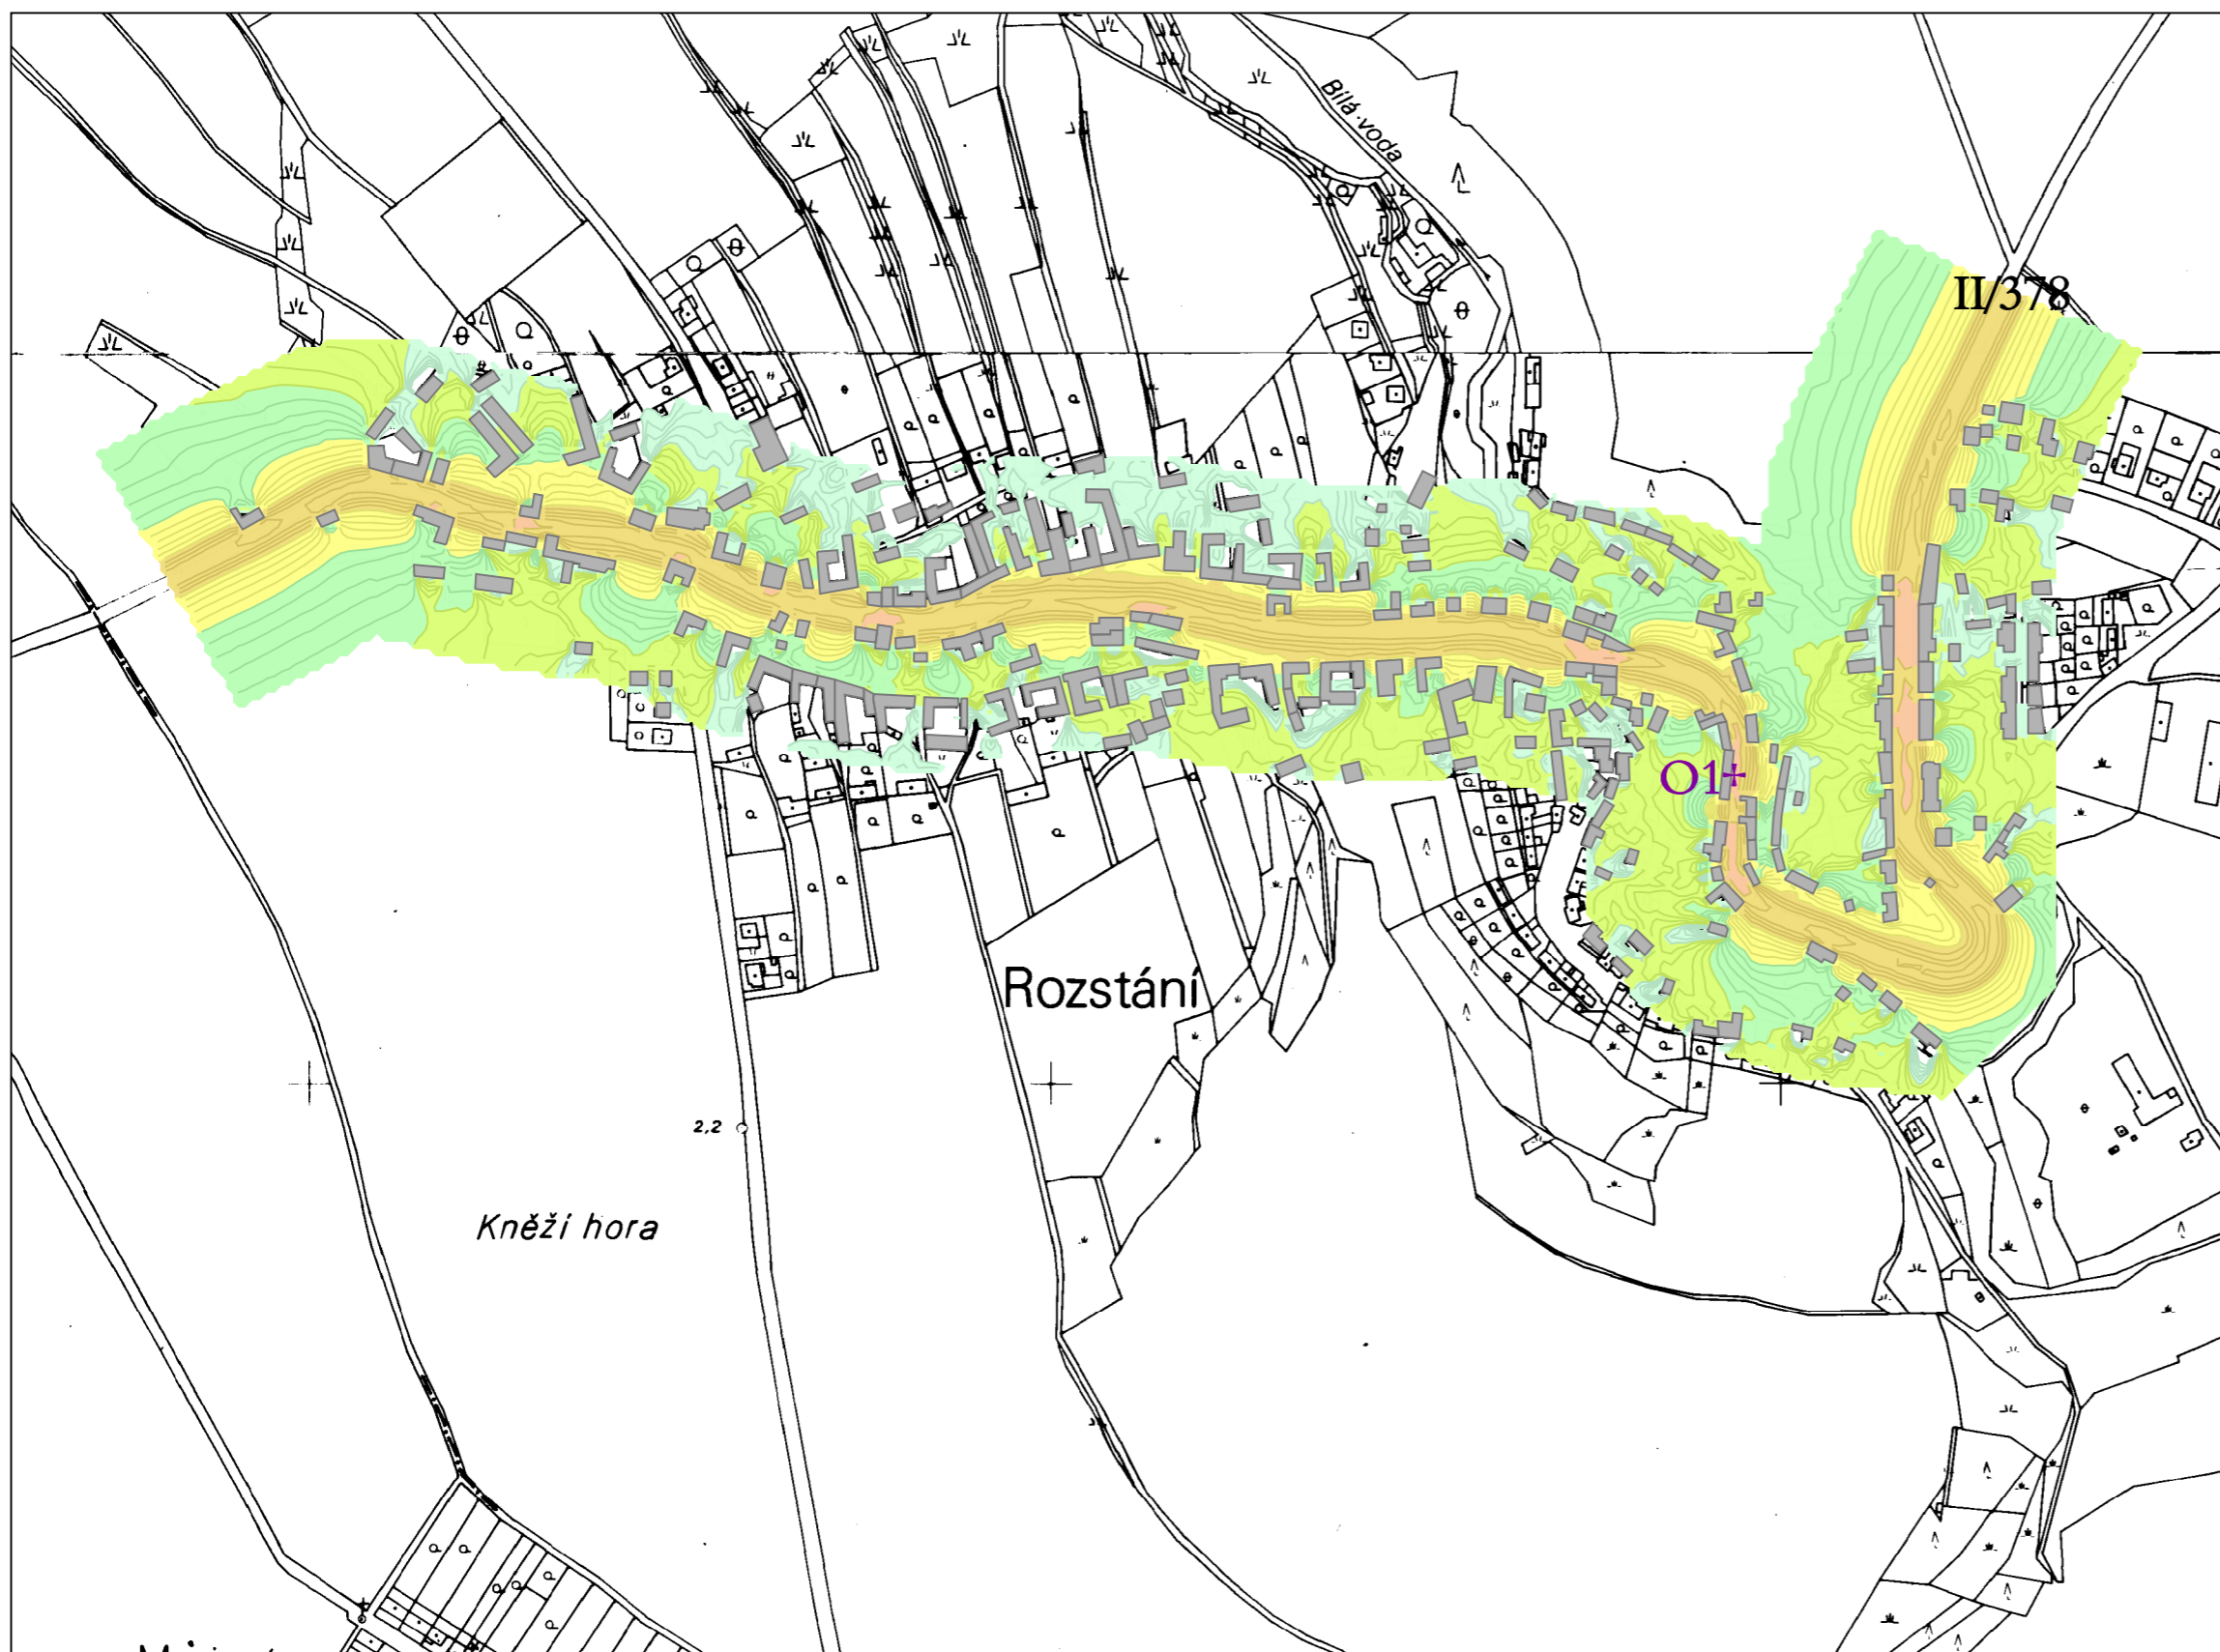 Bílá voda
II/378
O1
Rozstání
2,2
Kněží hora